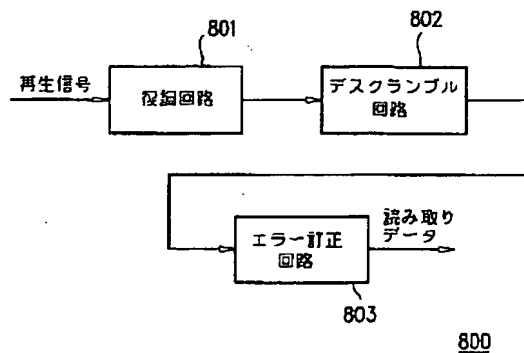 801
802
再生信号
復調回路
デスクランブル
回路
エラー訂正
回路
読み取り
データ
803
800